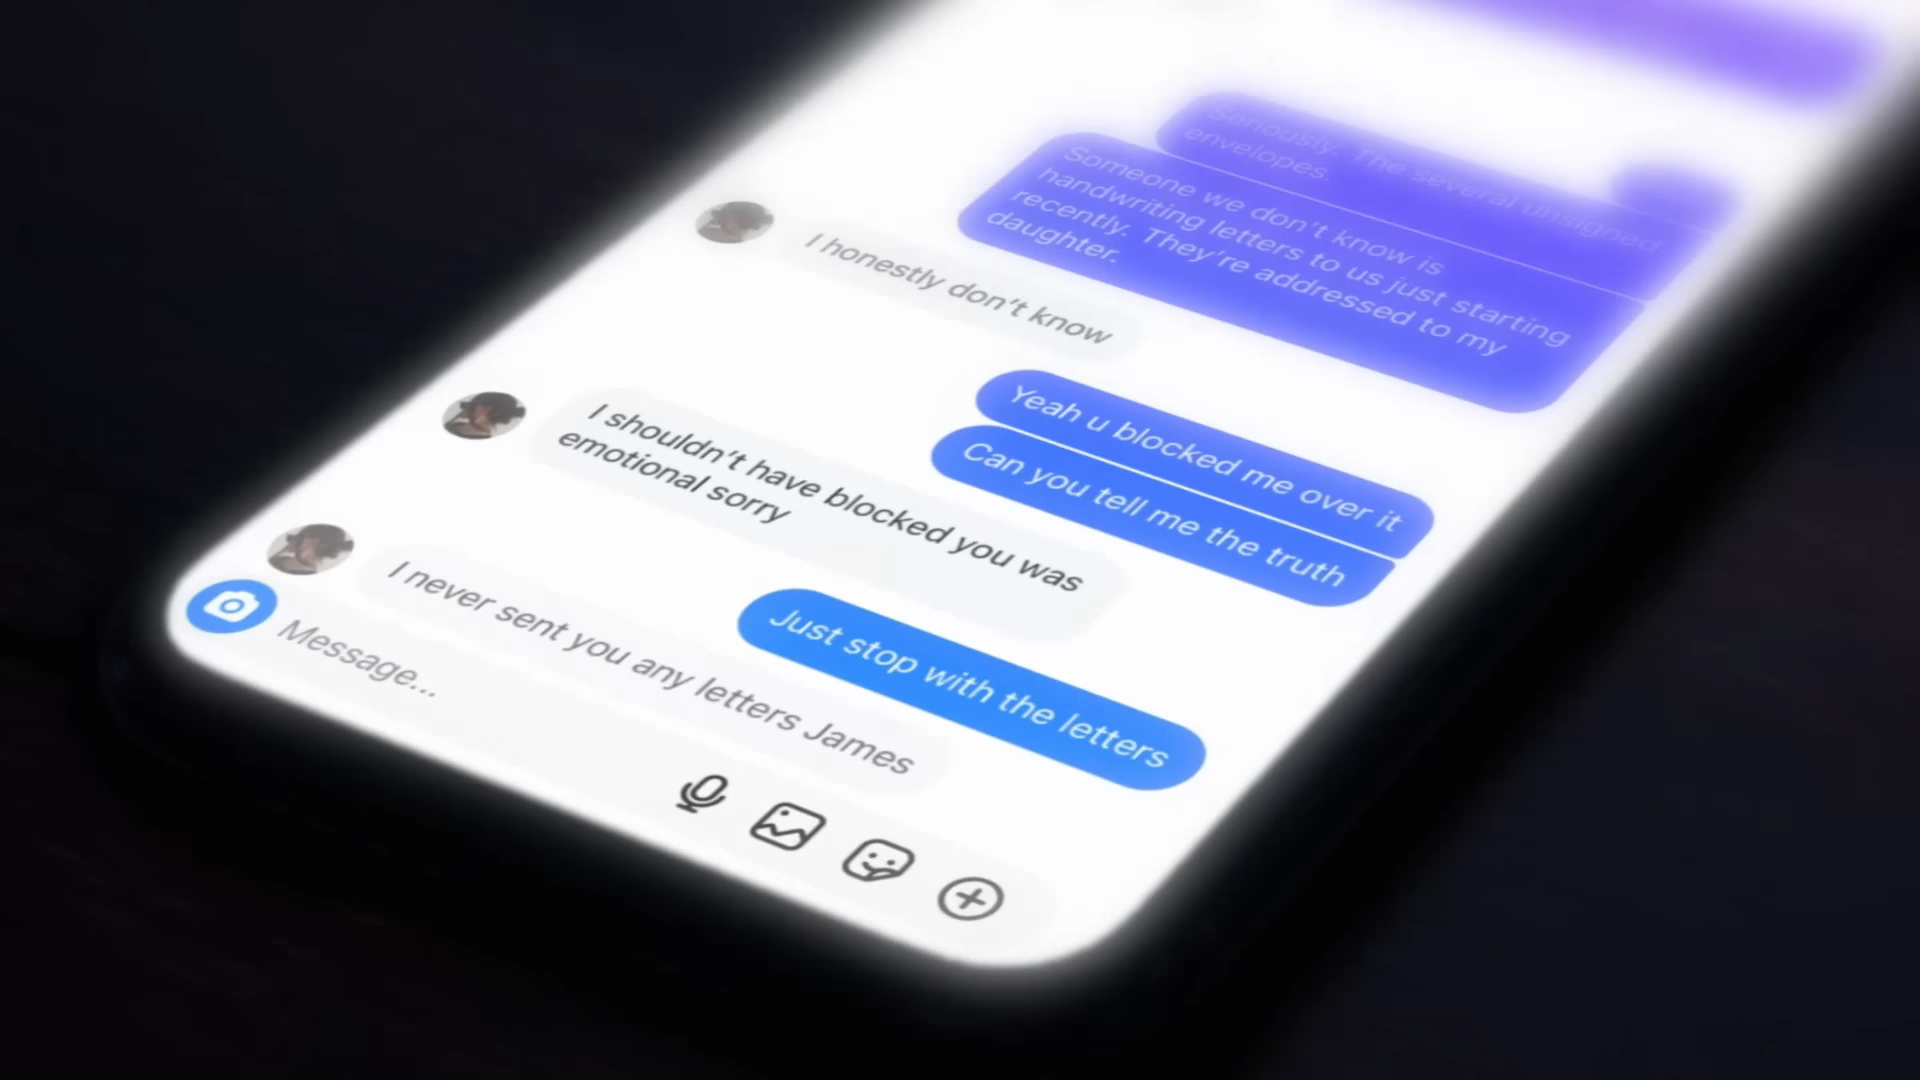 Seriously. The several unsigned
envelopes.
Someone we don't know is
handwriting letters to us just starting
recently. They're addressed to my
daughter.
I honestly don't know
Yeah u blocked me over it
Can you tell me the truth
I shouldn't have blocked you was
emotional sorry
Just stop with the letters
I never sent you any letters James
Message...